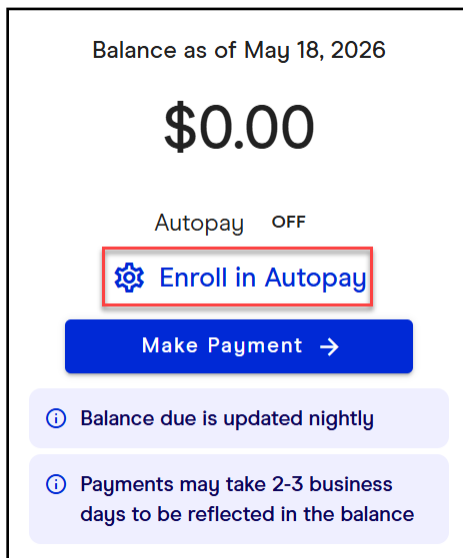 Balance as of May 18, 2026
$0.00
Autopay OFF
Enroll in Autopay
Make Payment
Balance due is updated nightly
Payments may take 2-3 business
days to be reflected in the balance